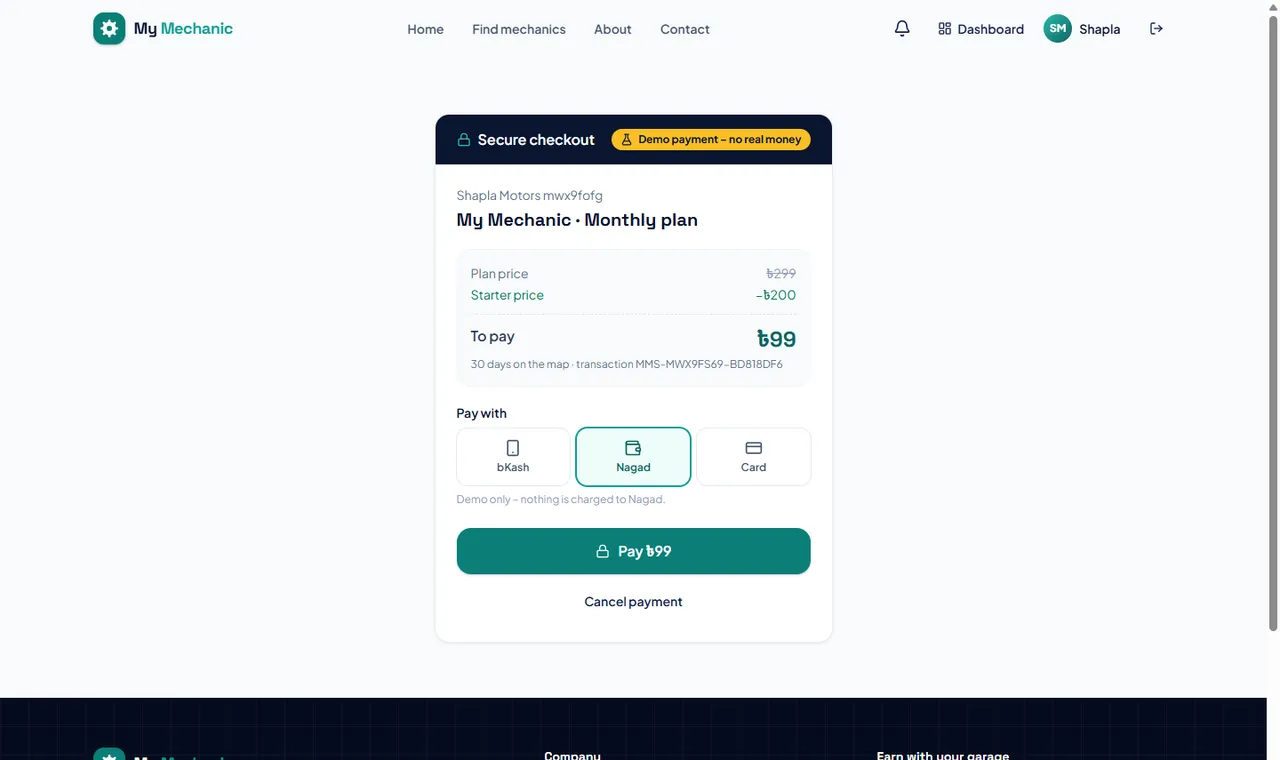 My Mechanic
Home Find mechanics About Contact
Dashboard SM Shapla
Secure checkout Demo payment – no real money
Shapla Motors mwx9fofg
My Mechanic · Monthly plan
Plan price ৳299
Starter price −৳200
To pay ৳99
30 days on the map · transaction MMS-MWX9FS69-BD818DF6
Pay with
bKash Nagad Card
Demo only – nothing is charged to Nagad.
Pay ৳99
Cancel payment
My Mechanic Company Earn with your garage